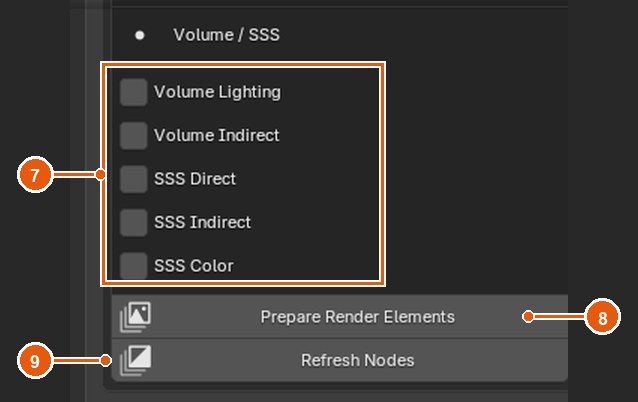 Volume / SSS
Volume Lighting
Volume Indirect
7
SSS Direct
SSS Indirect
SSS Color
Prepare Render Elements
8
9
Refresh Nodes